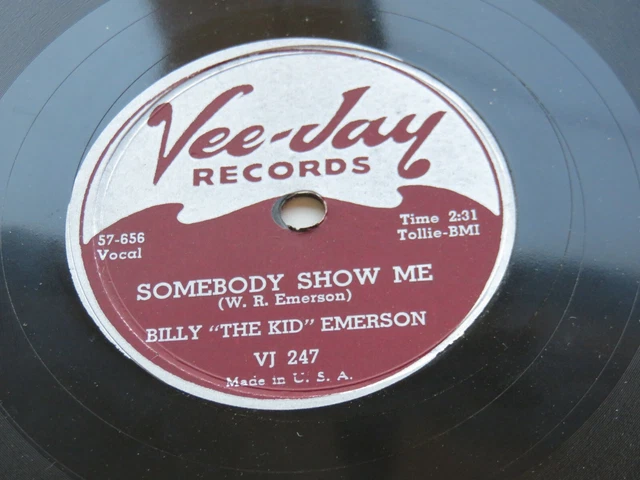 Vee-Jay
RECORDS
57-656
Vocal
Time 2:31
Tollie-BMI
SOMEBODY SHOW ME
(W. R. Emerson)
BILLY "THE KID" EMERSON
VJ 247
Made in U. S. A.